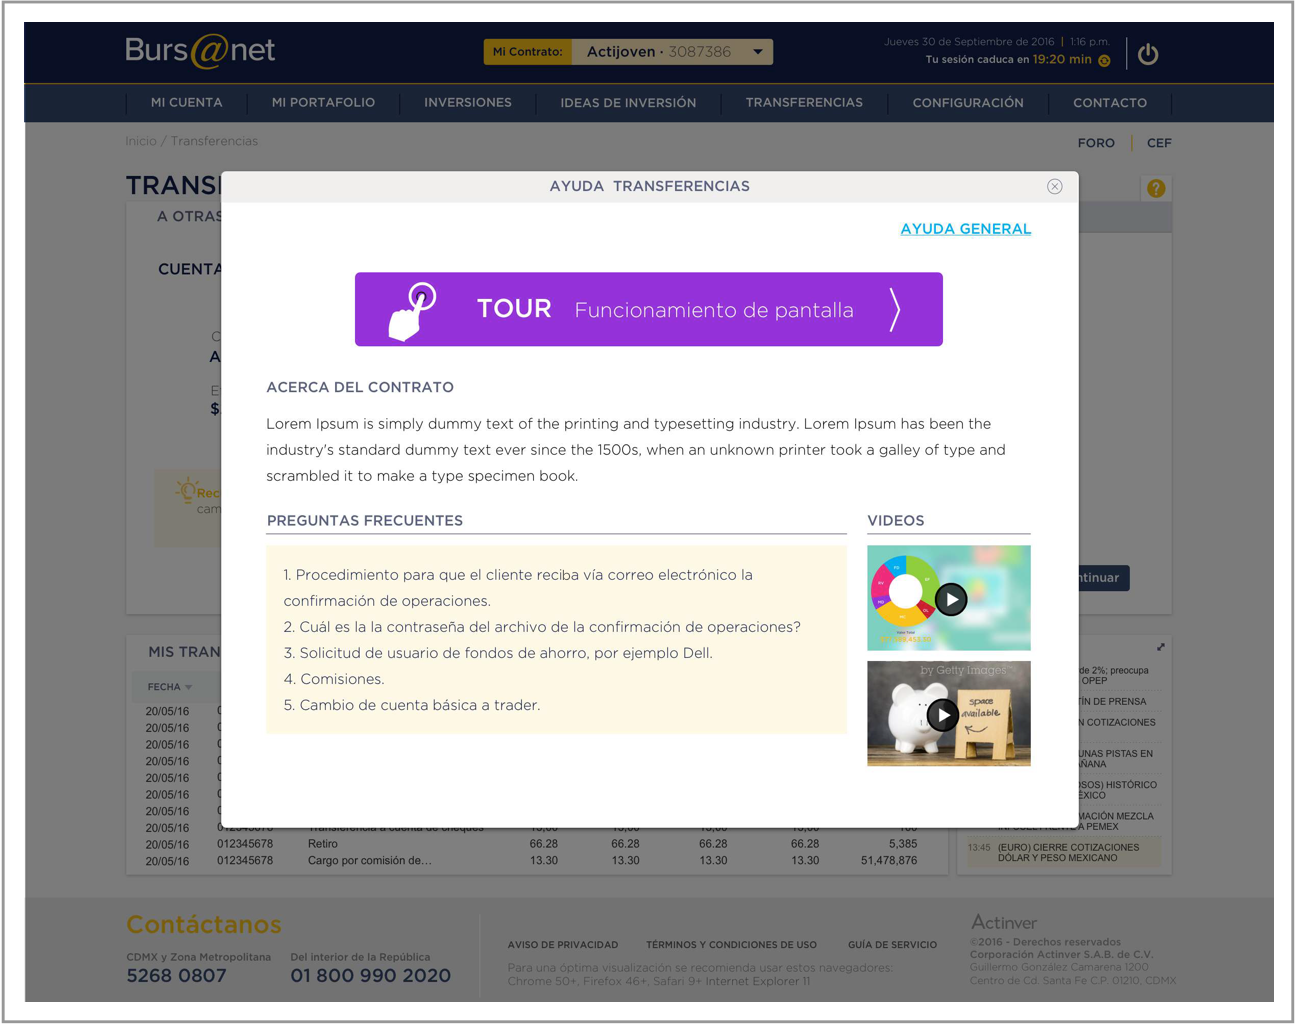 Burs@net
Mi Contrato: Actijoven · 3087386
Jueves 30 de Septiembre de 2016 | 1:16 p.m.
Tu sesión caduca en 19:20 min
MI CUENTA MI PORTAFOLIO INVERSIONES IDEAS DE INVERSIÓN TRANSFERENCIAS CONFIGURACIÓN CONTACTO
Inicio / Transferencias
FORO | CEF
TRANS
?
A OTRAS
CUENTA
A
$
Rec
cam
ntinuar
AYUDA TRANSFERENCIAS
AYUDA GENERAL
TOUR Funcionamiento de pantalla
ACERCA DEL CONTRATO
Lorem Ipsum is simply dummy text of the printing and typesetting industry. Lorem Ipsum has been the
industry's standard dummy text ever since the 1500s, when an unknown printer took a galley of type and
scrambled it to make a type specimen book.
PREGUNTAS FRECUENTES
1. Procedimiento para que el cliente reciba vía correo electrónico la
confirmación de operaciones.
2. Cuál es la la contraseña del archivo de la confirmación de operaciones?
3. Solicitud de usuario de fondos de ahorro, por ejemplo Dell.
4. Comisiones.
5. Cambio de cuenta básica a trader.
VIDEOS
by Getty Images
space
available
MIS TRAN
FECHA
20/05/16
20/05/16
20/05/16
20/05/16
20/05/16
20/05/16
20/05/16
20/05/16
20/05/16 012345678 Retiro 66.28 66.28 66.28 66.28 5,385
20/05/16 012345678 Cargo por comisión de... 13.30 13.30 13.30 13.30 51,478,876
de 2%; preocupa
OPEP
TÍN DE PRENSA
N COTIZACIONES
UNAS PISTAS EN
AÑANA
OSOS) HISTÓRICO
ÉXICO
MACIÓN MEZCLA
A PEMEX
13:45 (EURO) CIERRE COTIZACIONES
DÓLAR Y PESO MEXICANO
Contáctanos
CDMX y Zona Metropolitana
5268 0807
Del interior de la República
01 800 990 2020
AVISO DE PRIVACIDAD TÉRMINOS Y CONDICIONES DE USO GUÍA DE SERVICIO
Para una óptima visualización se recomienda usar estos navegadores:
Chrome 50+, Firefox 46+, Safari 9+ Internet Explorer 11
Actinver
©2016 - Derechos reservados
Corporación Actinver S.A.B. de C.V.
Guillermo González Camarena 1200
Centro de Cd. Santa Fe C.P. 01210, CDMX